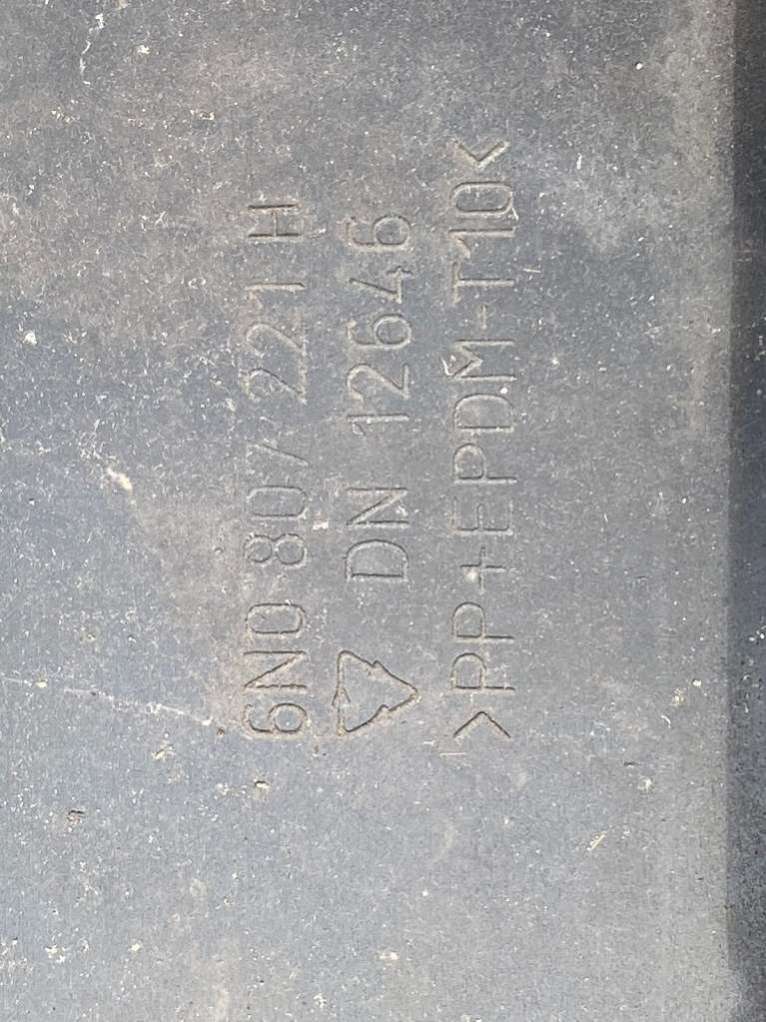 6N0 807 221 H
DN 12646
>PP+EPDM-T10<